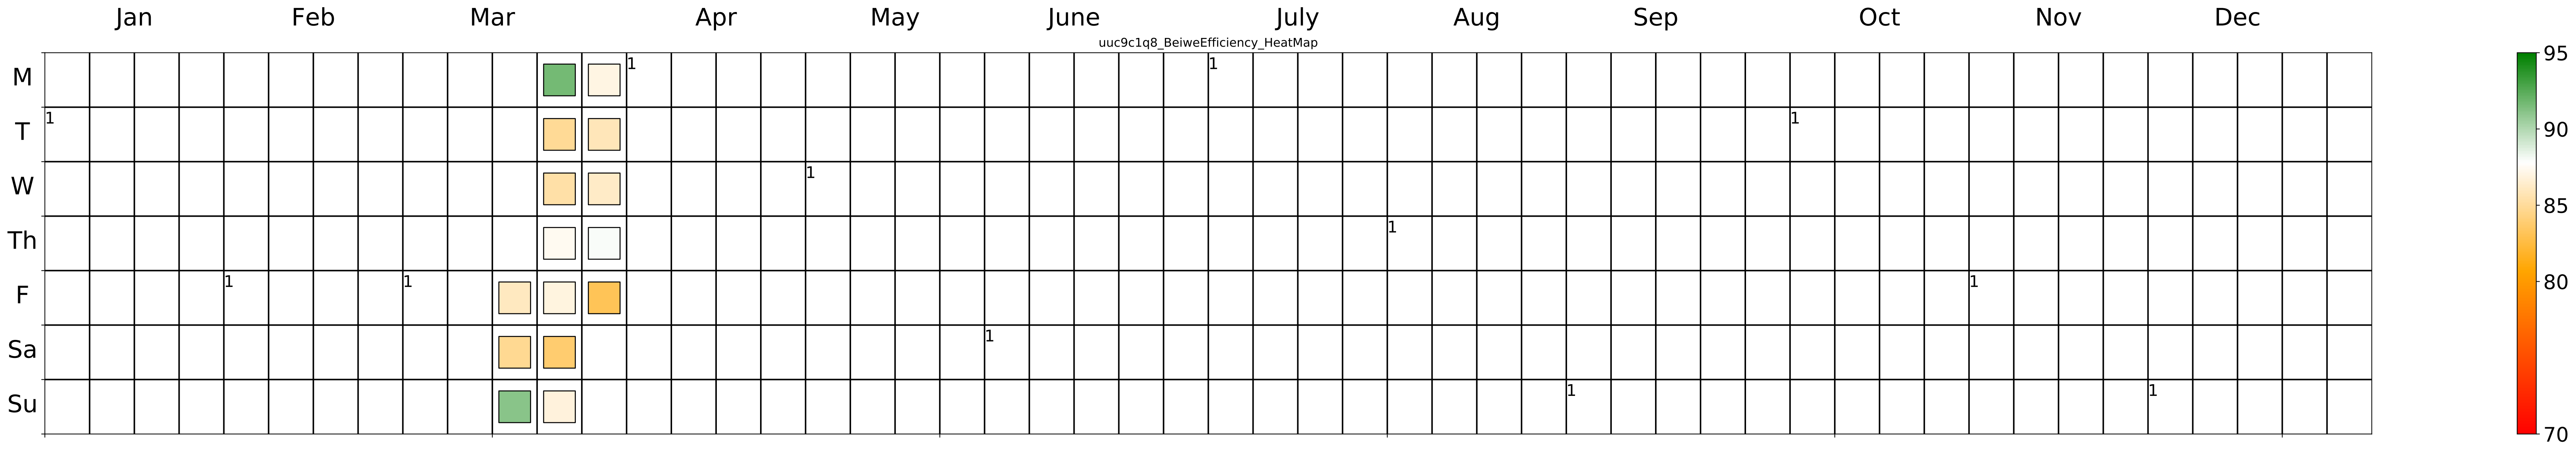 Jan Feb Mar Apr May June July Aug Sep Oct Nov Dec
uuc9c1q8_BeiweEfficiency_HeatMap
M 1 1
T 1 1
W 1
Th 1
F 1 1 1
Sa 1
Su 1 1
95
90
85
80
70